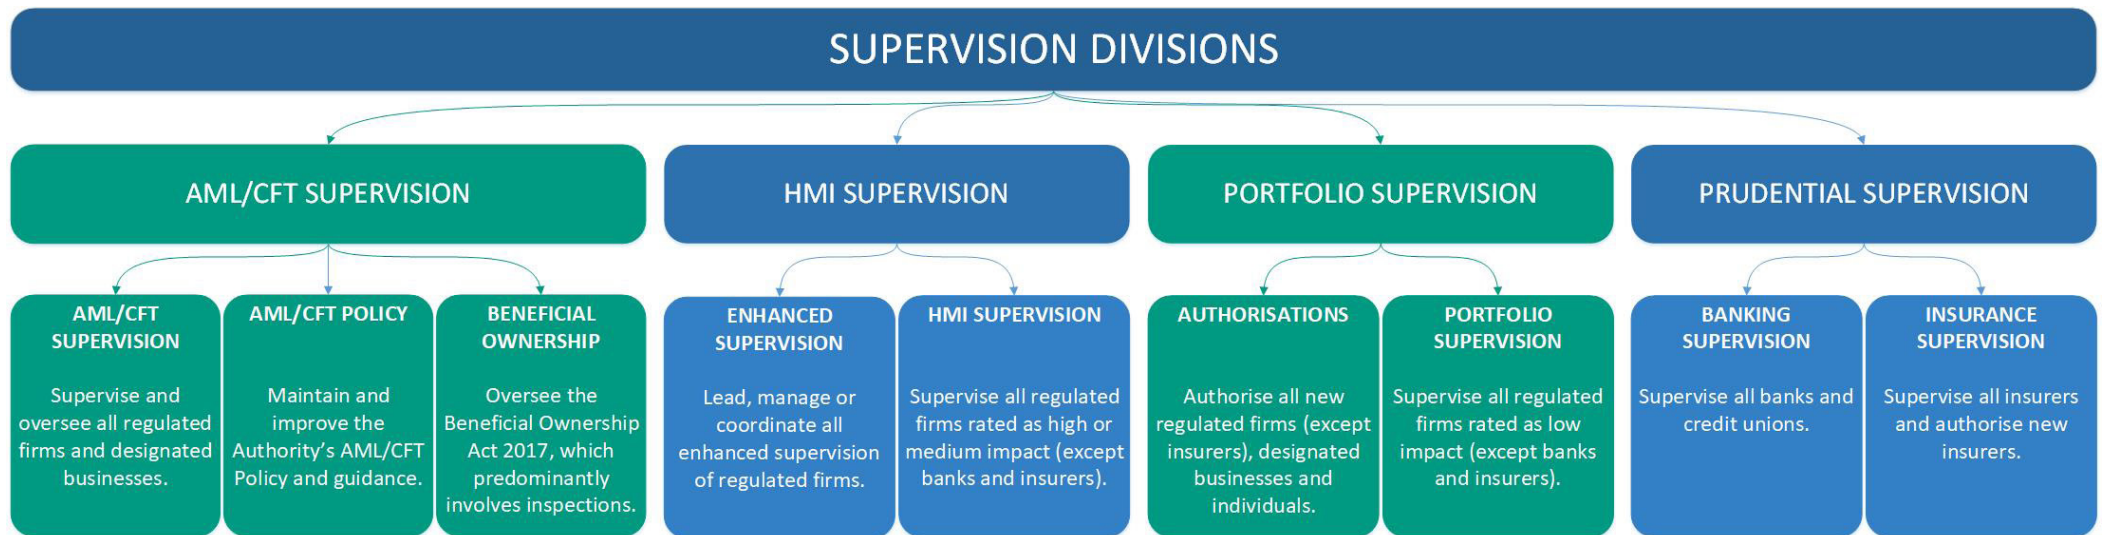 SUPERVISION DIVISIONS
AML/CFT SUPERVISION
HMI SUPERVISION
PORTFOLIO SUPERVISION
PRUDENTIAL SUPERVISION
AML/CFT
SUPERVISION
Supervise and
oversee all regulated
firms and designated
businesses.
AML/CFT POLICY
Maintain and
improve the
Authority’s AML/CFT
Policy and guidance.
BENEFICIAL
OWNERSHIP
Oversee the
Beneficial Ownership
Act 2017, which
predominantly
involves inspections.
ENHANCED
SUPERVISION
Lead, manage or
coordinate all
enhanced supervision
of regulated firms.
HMI SUPERVISION
Supervise all regulated
firms rated as high or
medium impact (except
banks and insurers).
AUTHORISATIONS
Authorise all new
regulated firms (except
insurers), designated
businesses and
individuals.
PORTFOLIO
SUPERVISION
Supervise all regulated
firms rated as low
impact (except banks
and insurers).
BANKING
SUPERVISION
Supervise all banks and
credit unions.
INSURANCE
SUPERVISION
Supervise all insurers
and authorise new
insurers.